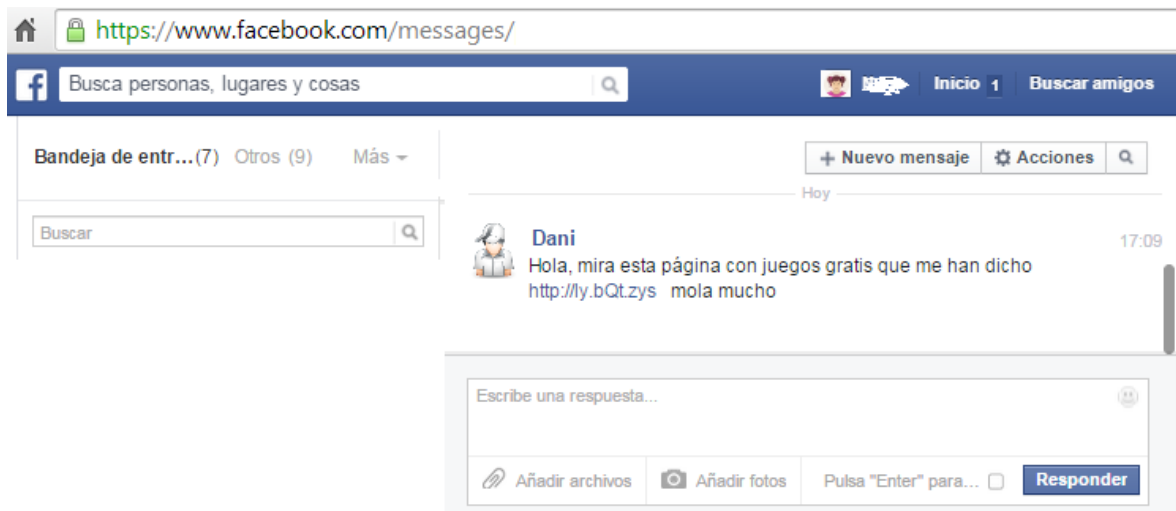 https://www.facebook.com/messages/
f Busca personas, lugares y cosas Inicio 1 Buscar amigos
Bandeja de entr...(7) Otros (9) Más
+ Nuevo mensaje Acciones
Hoy
Buscar
Dani 17:09
Hola, mira esta página con juegos gratis que me han dicho
http://ly.bQt.zys mola mucho
Escribe una respuesta...
Añadir archivos Añadir fotos Pulsa "Enter" para... Responder